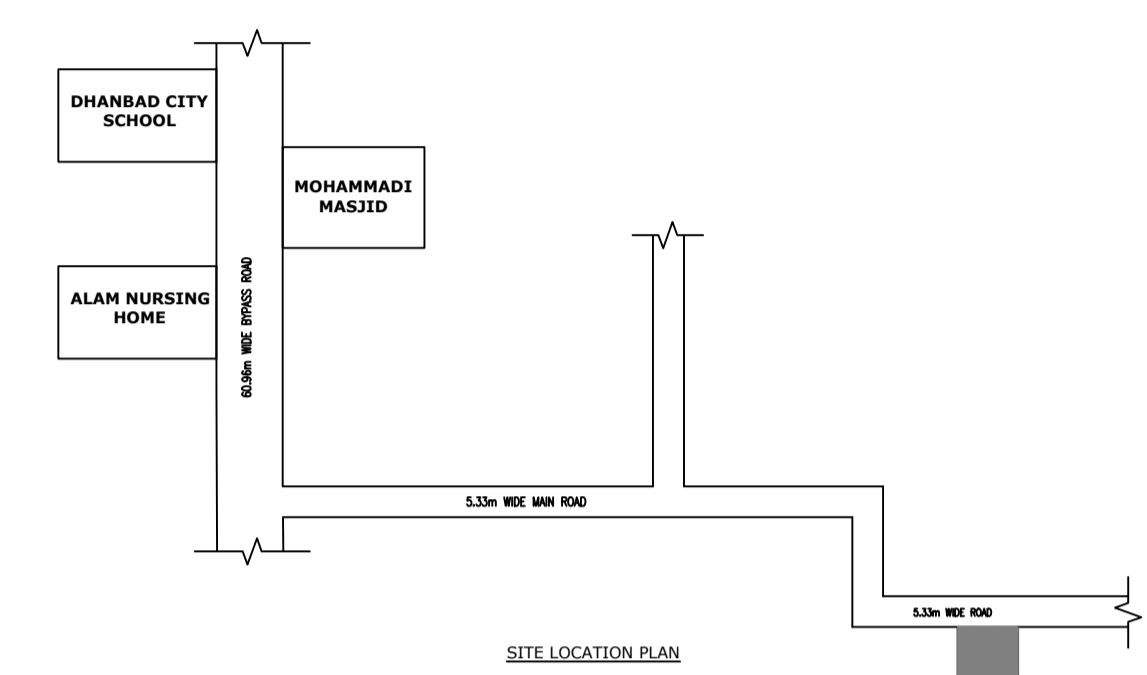 DHANBAD CITY
SCHOOL
MOHAMMADI
MASJID
ALAM NURSING
HOME
60.96m WIDE BYPASS ROAD
5.33m WIDE MAIN ROAD
5.33m WIDE ROAD
SITE LOCATION PLAN